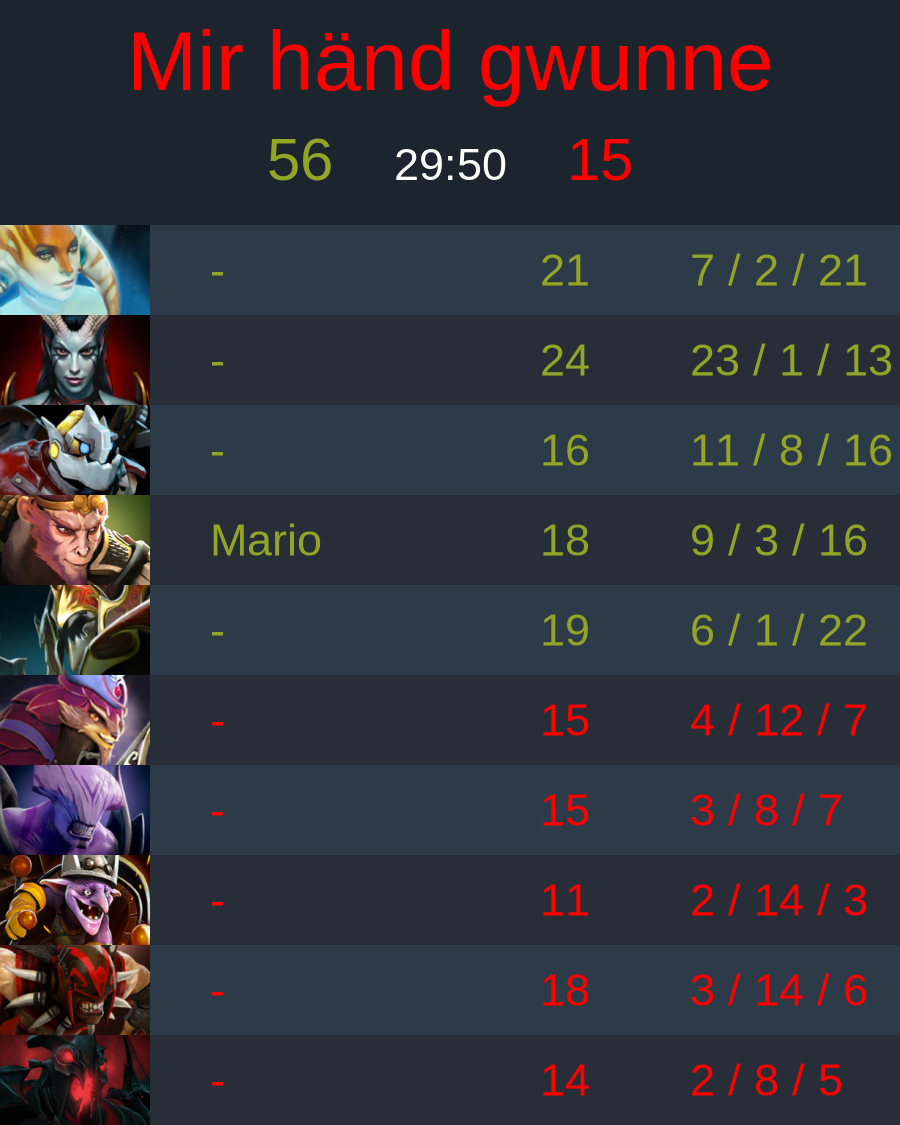 Mir händ gwunne
56 29:50 15
- 21 7 / 2 / 21
- 24 23 / 1 / 13
- 16 11 / 8 / 16
Mario 18 9 / 3 / 16
- 19 6 / 1 / 22
- 15 4 / 12 / 7
- 15 3 / 8 / 7
- 11 2 / 14 / 3
- 18 3 / 14 / 6
- 14 2 / 8 / 5